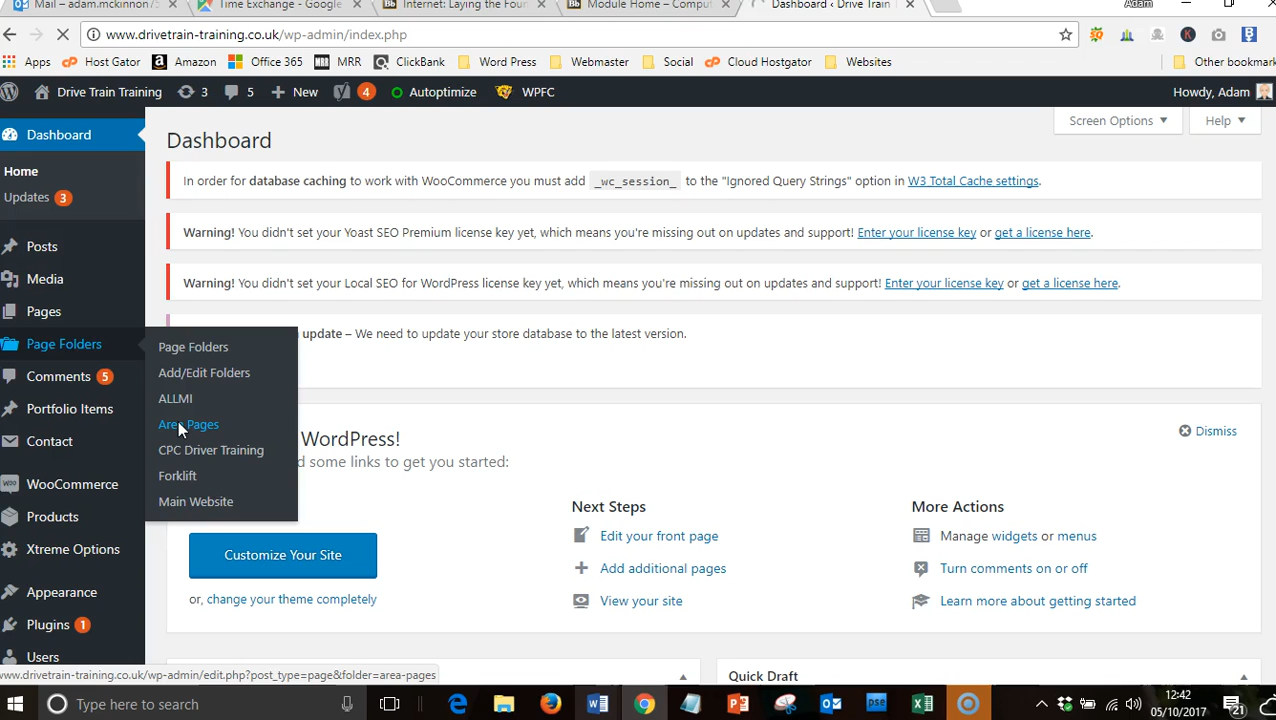 Mail – adam.mckinnon /
Time Exchange - Google
Internet: Laying the Fou
Module Home – Comput
Dashboard ‹ Drive Train
Adam
www.drivetrain-training.co.uk/wp-admin/index.php
Apps
Host Gator
Amazon
Office 365
MRR
ClickBank
Word Press
Webmaster
Social
Cloud Hostgator
Websites
Other bookmark
Drive Train Training
3
5
New
4
Autoptimize
WPFC
Howdy, Adam
Dashboard
Home
Updates 3
Posts
Media
Pages
Page Folders
Comments 5
Portfolio Items
Contact
WooCommerce
Products
Xtreme Options
Appearance
Plugins 1
Users
Page Folders
Add/Edit Folders
ALLMI
Area Pages
CPC Driver Training
Forklift
Main Website
Dashboard
Screen Options
Help
In order for database caching to work with WooCommerce you must add _wc_session_ to the "Ignored Query Strings" option in W3 Total Cache settings.
Warning! You didn't set your Yoast SEO Premium license key yet, which means you're missing out on updates and support! Enter your license key or get a license here.
Warning! You didn't set your Local SEO for WordPress license key yet, which means you're missing out on updates and support! Enter your license key or get a license here.
update – We need to update your store database to the latest version.
WordPress!
Dismiss
d some links to get you started:
Customize Your Site
or, change your theme completely
Next Steps
Edit your front page
Add additional pages
View your site
More Actions
Manage widgets or menus
Turn comments on or off
Learn more about getting started
Quick Draft
www.drivetrain-training.co.uk/wp-admin/edit.php?post_type=page&folder=area-pages
Type here to search
12:42
05/10/2017
21